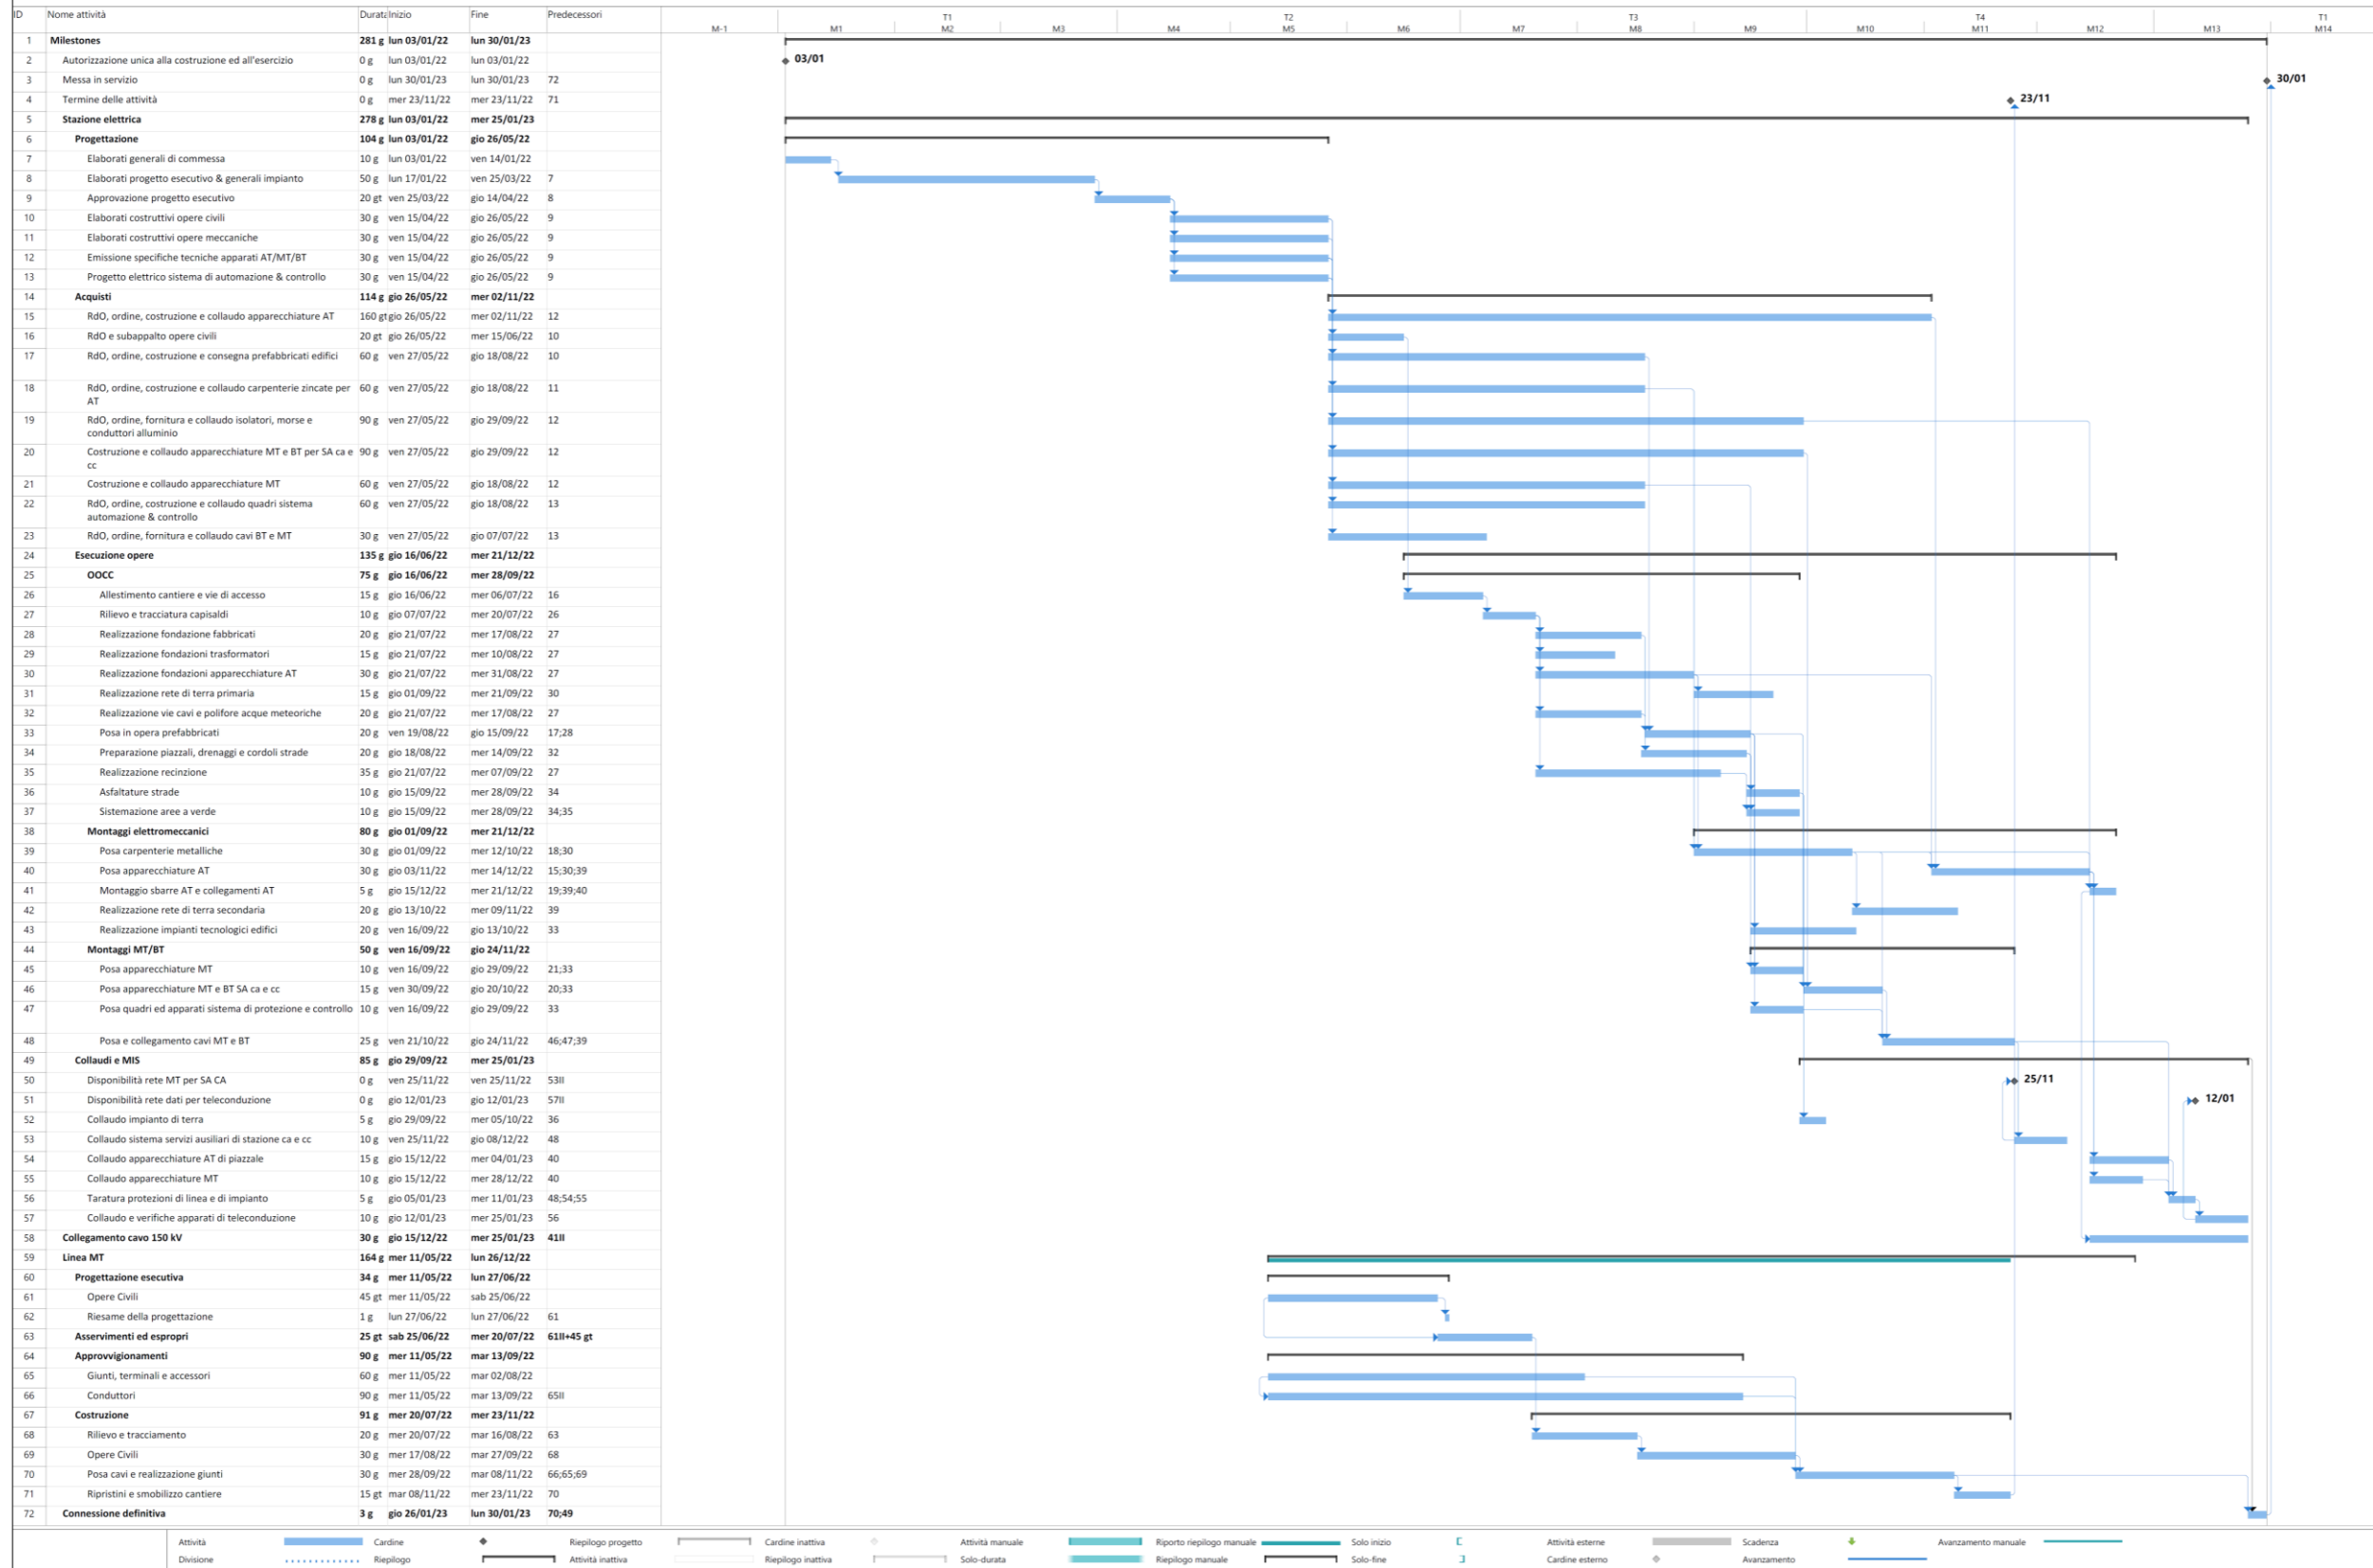 ID Nome attività Durata Inizio Fine Predecessori
T1 T2 T3 T4 T1
M-1 M1 M2 M3 M4 M5 M6 M7 M8 M9 M10 M11 M12 M13 M14
1 Milestones 281 g lun 03/01/22 lun 30/01/23
2 Autorizzazione unica alla costruzione ed all'esercizio 0 g lun 03/01/22 lun 03/01/22 03/01
3 Messa in servizio 0 g lun 30/01/23 lun 30/01/23 72 30/01
4 Termine delle attività 0 g mer 23/11/22 mer 23/11/22 71 23/11
5 Stazione elettrica 278 g lun 03/01/22 mer 25/01/23
6 Progettazione 104 g lun 03/01/22 gio 26/05/22
7 Elaborati generali di commessa 10 g lun 03/01/22 ven 14/01/22
8 Elaborati progetto esecutivo & generali impianto 50 g lun 17/01/22 ven 25/03/22 7
9 Approvazione progetto esecutivo 20 gt ven 25/03/22 gio 14/04/22 8
10 Elaborati costruttivi opere civili 30 g ven 15/04/22 gio 26/05/22 9
11 Elaborati costruttivi opere meccaniche 30 g ven 15/04/22 gio 26/05/22 9
12 Emissione specifiche tecniche apparati AT/MT/BT 30 g ven 15/04/22 gio 26/05/22 9
13 Progetto elettrico sistema di automazione & controllo 30 g ven 15/04/22 gio 26/05/22 9
14 Acquisti 114 g gio 26/05/22 mer 02/11/22
15 RdO, ordine, costruzione e collaudo apparecchiature AT 160 gt gio 26/05/22 mer 02/11/22 12
16 RdO e subappalto opere civili 20 gt gio 26/05/22 mer 15/06/22 10
17 RdO, ordine, costruzione e consegna prefabbricati edifici 60 g ven 27/05/22 gio 18/08/22 10
18 RdO, ordine, costruzione e collaudo carpenterie zincate per 60 g ven 27/05/22 gio 18/08/22 11
AT
19 RdO, ordine, fornitura e collaudo isolatori, morse e 90 g ven 27/05/22 gio 29/09/22 12
conduttori alluminio
20 Costruzione e collaudo apparecchiature MT e BT per SA ca e 90 g ven 27/05/22 gio 29/09/22 12
cc
21 Costruzione e collaudo apparecchiature MT 60 g ven 27/05/22 gio 18/08/22 12
22 RdO, ordine, costruzione e collaudo quadri sistema 60 g ven 27/05/22 gio 18/08/22 13
automazione & controllo
23 RdO, ordine, fornitura e collaudo cavi BT e MT 30 g ven 27/05/22 gio 07/07/22 13
24 Esecuzione opere 135 g gio 16/06/22 mer 21/12/22
25 OOCC 75 g gio 16/06/22 mer 28/09/22
26 Allestimento cantiere e vie di accesso 15 g gio 16/06/22 mer 06/07/22 16
27 Rilievo e tracciatura capisaldi 10 g gio 07/07/22 mer 20/07/22 26
28 Realizzazione fondazione fabbricati 20 g gio 21/07/22 mer 17/08/22 27
29 Realizzazione fondazioni trasformatori 15 g gio 21/07/22 mer 10/08/22 27
30 Realizzazione fondazioni apparecchiature AT 30 g gio 21/07/22 mer 31/08/22 27
31 Realizzazione rete di terra primaria 15 g gio 01/09/22 mer 21/09/22 30
32 Realizzazione vie cavi e polifore acque meteoriche 20 g gio 21/07/22 mer 17/08/22 27
33 Posa in opera prefabbricati 20 g ven 19/08/22 gio 15/09/22 17;28
34 Preparazione piazzali, drenaggi e cordoli strade 20 g gio 18/08/22 mer 14/09/22 32
35 Realizzazione recinzione 35 g gio 21/07/22 mer 07/09/22 27
36 Asfaltature strade 10 g gio 15/09/22 mer 28/09/22 34
37 Sistemazione aree a verde 10 g gio 15/09/22 mer 28/09/22 34;35
38 Montaggi elettromeccanici 80 g gio 01/09/22 mer 21/12/22
39 Posa carpenterie metalliche 30 g gio 01/09/22 mer 12/10/22 18;30
40 Posa apparecchiature AT 30 g gio 03/11/22 mer 14/12/22 15;30;39
41 Montaggio sbarre AT e collegamenti AT 5 g gio 15/12/22 mer 21/12/22 19;39;40
42 Realizzazione rete di terra secondaria 20 g gio 13/10/22 mer 09/11/22 39
43 Realizzazione impianti tecnologici edifici 20 g ven 16/09/22 gio 13/10/22 33
44 Montaggi MT/BT 50 g ven 16/09/22 gio 24/11/22
45 Posa apparecchiature MT 10 g ven 16/09/22 gio 29/09/22 21;33
46 Posa apparecchiature MT e BT SA ca e cc 15 g ven 30/09/22 gio 20/10/22 20;33
47 Posa quadri ed apparati sistema di protezione e controllo 10 g ven 16/09/22 gio 29/09/22 33
48 Posa e collegamento cavi MT e BT 25 g ven 21/10/22 gio 24/11/22 46;47;39
49 Collaudi e MIS 85 g gio 29/09/22 mer 25/01/23
50 Disponibilità rete MT per SA CA 0 g ven 25/11/22 ven 25/11/22 53II 25/11
51 Disponibilità rete dati per teleconduzione 0 g gio 12/01/23 gio 12/01/23 57II 12/01
52 Collaudo impianto di terra 5 g gio 29/09/22 mer 05/10/22 36
53 Collaudo sistema servizi ausiliari di stazione ca e cc 10 g ven 25/11/22 gio 08/12/22 48
54 Collaudo apparecchiature AT di piazzale 15 g gio 15/12/22 mer 04/01/23 40
55 Collaudo apparecchiature MT 10 g gio 15/12/22 mer 28/12/22 40
56 Taratura protezioni di linea e di impianto 5 g gio 05/01/23 mer 11/01/23 48;54;55
57 Collaudo e verifiche apparati di teleconduzione 10 g gio 12/01/23 mer 25/01/23 56
58 Collegamento cavo 150 kV 30 g gio 15/12/22 mer 25/01/23 41II
59 Linea MT 164 g mer 11/05/22 lun 26/12/22
60 Progettazione esecutiva 34 g mer 11/05/22 lun 27/06/22
61 Opere Civili 45 gt mer 11/05/22 sab 25/06/22
62 Riesame della progettazione 1 g lun 27/06/22 lun 27/06/22 61
63 Asservimenti ed espropri 25 gt sab 25/06/22 mer 20/07/22 61II+45 gt
64 Approvvigionamenti 90 g mer 11/05/22 mar 13/09/22
65 Giunti, terminali e accessori 60 g mer 11/05/22 mar 02/08/22
66 Conduttori 90 g mer 11/05/22 mar 13/09/22 65II
67 Costruzione 91 g mer 20/07/22 mer 23/11/22
68 Rilievo e tracciamento 20 g mer 20/07/22 mar 16/08/22 63
69 Opere Civili 30 g mer 17/08/22 mar 27/09/22 68
70 Posa cavi e realizzazione giunti 30 g mer 28/09/22 mar 08/11/22 66;65;69
71 Ripristini e smobilizzo cantiere 15 gt mar 08/11/22 mer 23/11/22 70
72 Connessione definitiva 3 g gio 26/01/23 lun 30/01/23 70;49
Attività Cardine Riepilogo progetto Cardine inattiva Attività manuale Riporto riepilogo manuale Solo inizio Attività esterne Scadenza Avanzamento manuale
Divisione Riepilogo Attività inattiva Riepilogo inattiva Solo-durata Riepilogo manuale Solo-fine Cardine esterno Avanzamento